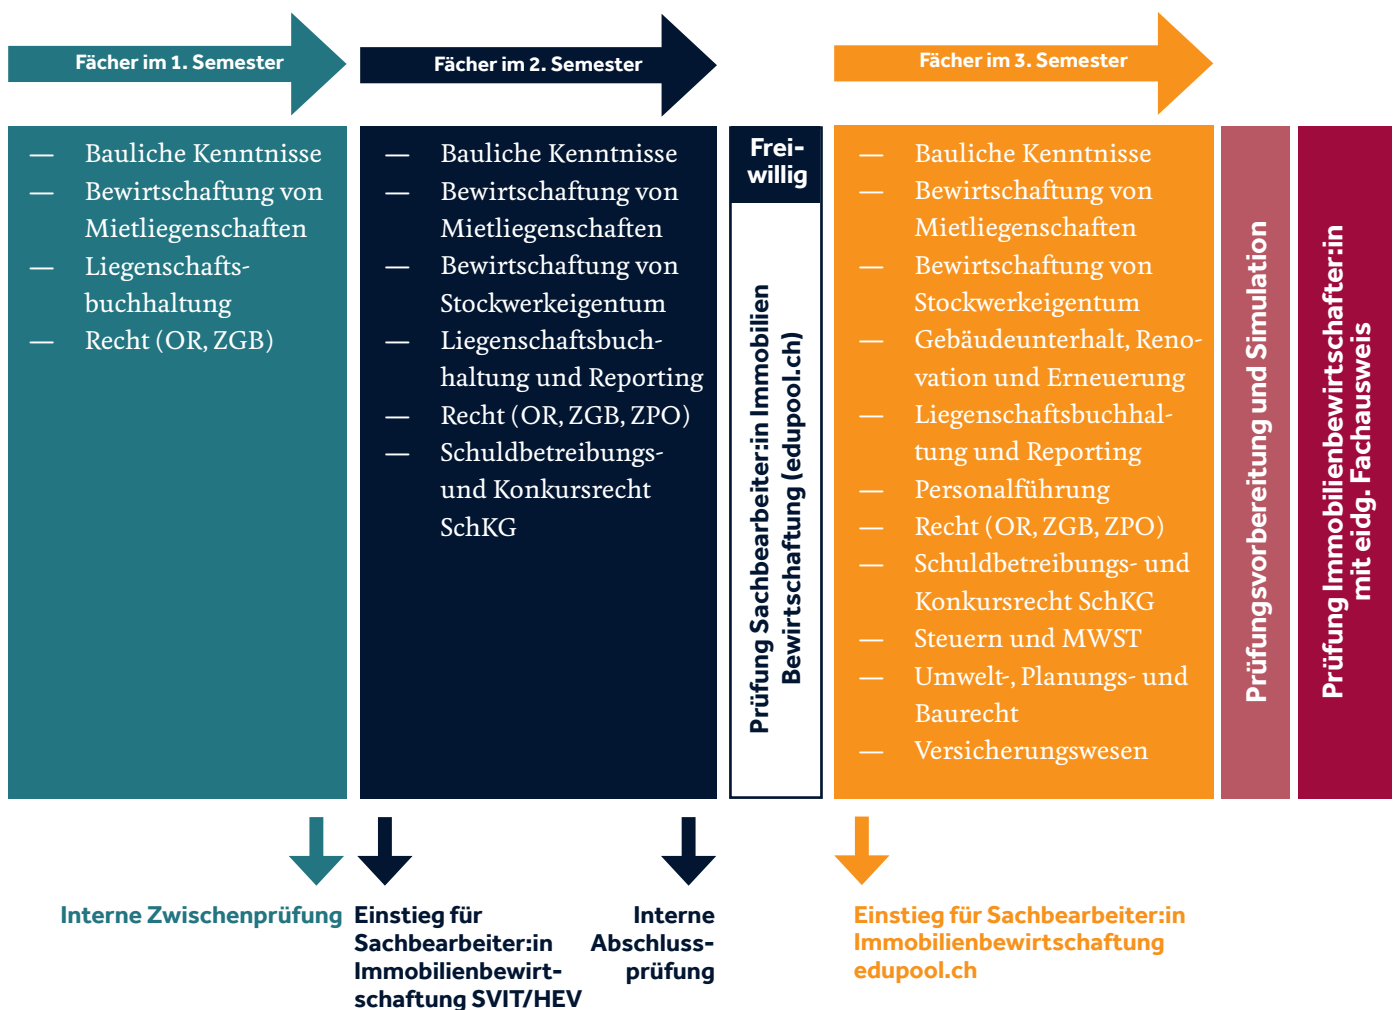 Fächer im 1. Semester
— Bauliche Kenntnisse
— Bewirtschaftung von
Mietliegenschaften
— Liegenschafts-
buchhaltung
— Recht (OR, ZGB)
Interne Zwischenprüfung
Fächer im 2. Semester
— Bauliche Kenntnisse
— Bewirtschaftung von
Mietliegenschaften
— Bewirtschaftung von
Stockwerkeigentum
— Liegenschaftsbuch-
haltung und Reporting
— Recht (OR, ZGB, ZPO)
— Schuldbetreibungs-
und Konkursrecht
SchKG
Einstieg für
Sachbearbeiter:in
Immobilienbewirt-
schaftung SVIT/HEV
Interne
Abschluss-
prüfung
Frei-
willig
Prüfung Sachbearbeiter:in Immobilien
Bewirtschaftung (edupool.ch)
Fächer im 3. Semester
— Bauliche Kenntnisse
— Bewirtschaftung von
Mietliegenschaften
— Bewirtschaftung von
Stockwerkeigentum
— Gebäudeunterhalt, Reno-
vation und Erneuerung
— Liegenschaftsbuchhal-
tung und Reporting
— Personalführung
— Recht (OR, ZGB, ZPO)
— Schuldbetreibungs- und
Konkursrecht SchKG
— Steuern und MWST
— Umwelt-, Planungs- und
Baurecht
— Versicherungswesen
Einstieg für Sachbearbeiter:in
Immobilienbewirtschaftung
edupool.ch
Prüfungsvorbereitung und Simulation
Prüfung Immobilienbewirtschafter:in
mit eidg. Fachausweis